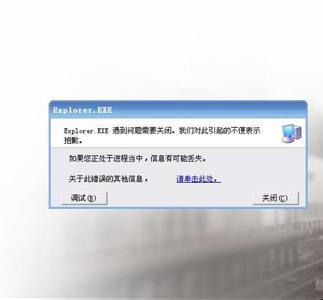 Explorer.EXE
Explorer.EXE 遇到问题需要关闭。我们对此引起的不便表示
抱歉。
如果您正处于进程当中，信息有可能丢失。
关于此错误的其他信息， 请单击此处。
调试(B) 关闭(C)